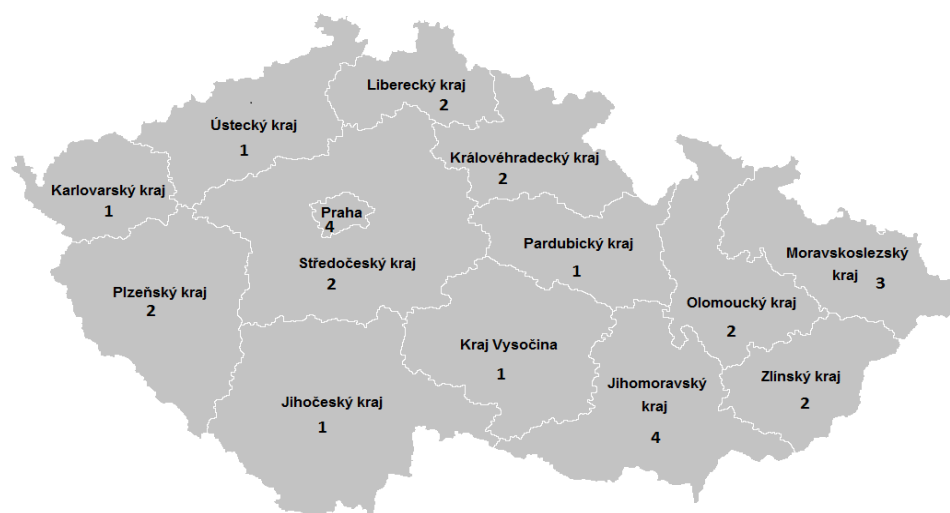 Liberecký kraj
2
Ústecký kraj
1
Královéhradecký kraj
2
Karlovarský kraj
1
Praha
4
Pardubický kraj
1
Moravskoslezský
kraj 3
Středočeský kraj
2
Plzeňský kraj
2
Olomoucký kraj
2
Kraj Vysočina
1
Zlínský kraj
2
Jihomoravský
kraj
4
Jihočeský kraj
1